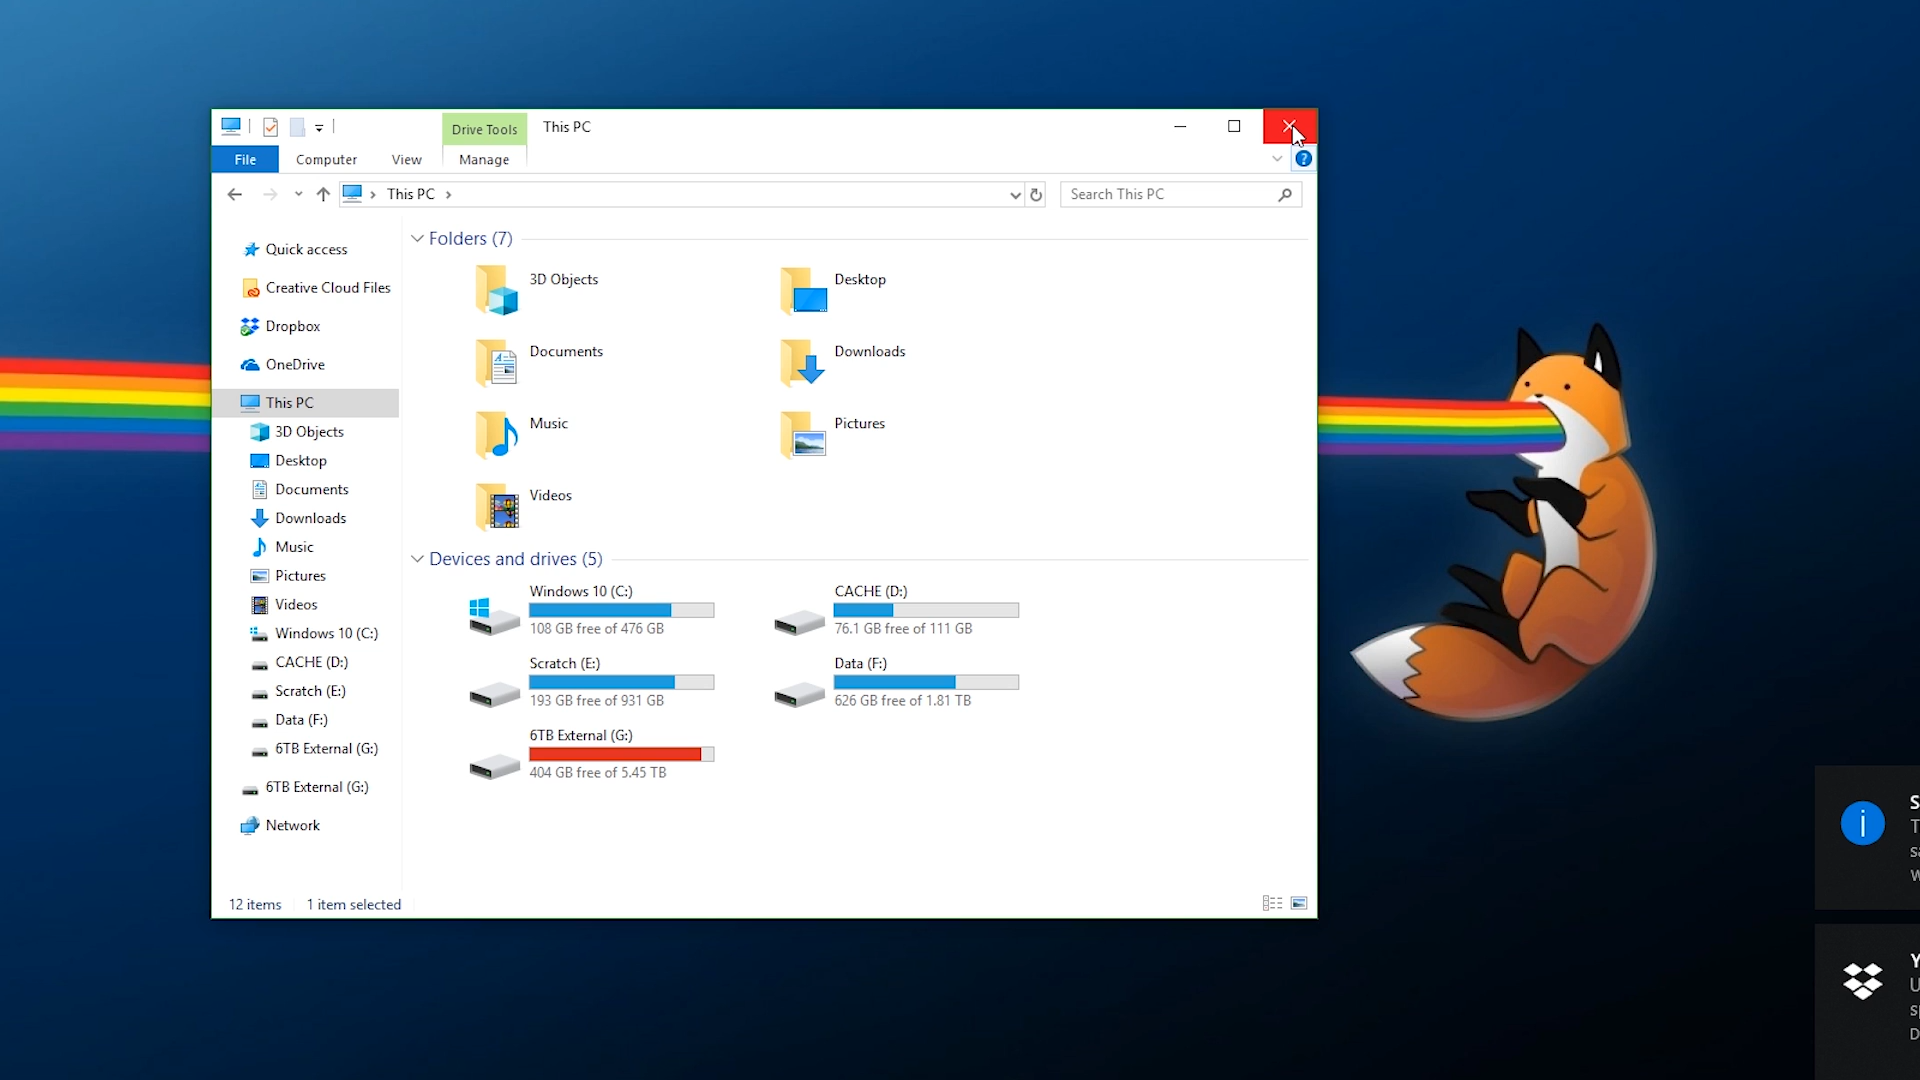 Drive Tools
This PC
File
Computer
View
Manage
?
This PC
Search This PC
Quick access
Creative Cloud Files
Dropbox
OneDrive
This PC
3D Objects
Desktop
Documents
Downloads
Music
Pictures
Videos
Windows 10 (C:)
CACHE (D:)
Scratch (E:)
Data (F:)
6TB External (G:)
6TB External (G:)
Network
Folders (7)
3D Objects
Desktop
Documents
Downloads
Music
Pictures
Videos
Devices and drives (5)
Windows 10 (C:)
108 GB free of 476 GB
CACHE (D:)
76.1 GB free of 111 GB
Scratch (E:)
193 GB free of 931 GB
Data (F:)
626 GB free of 1.81 TB
6TB External (G:)
404 GB free of 5.45 TB
12 items
1 item selected